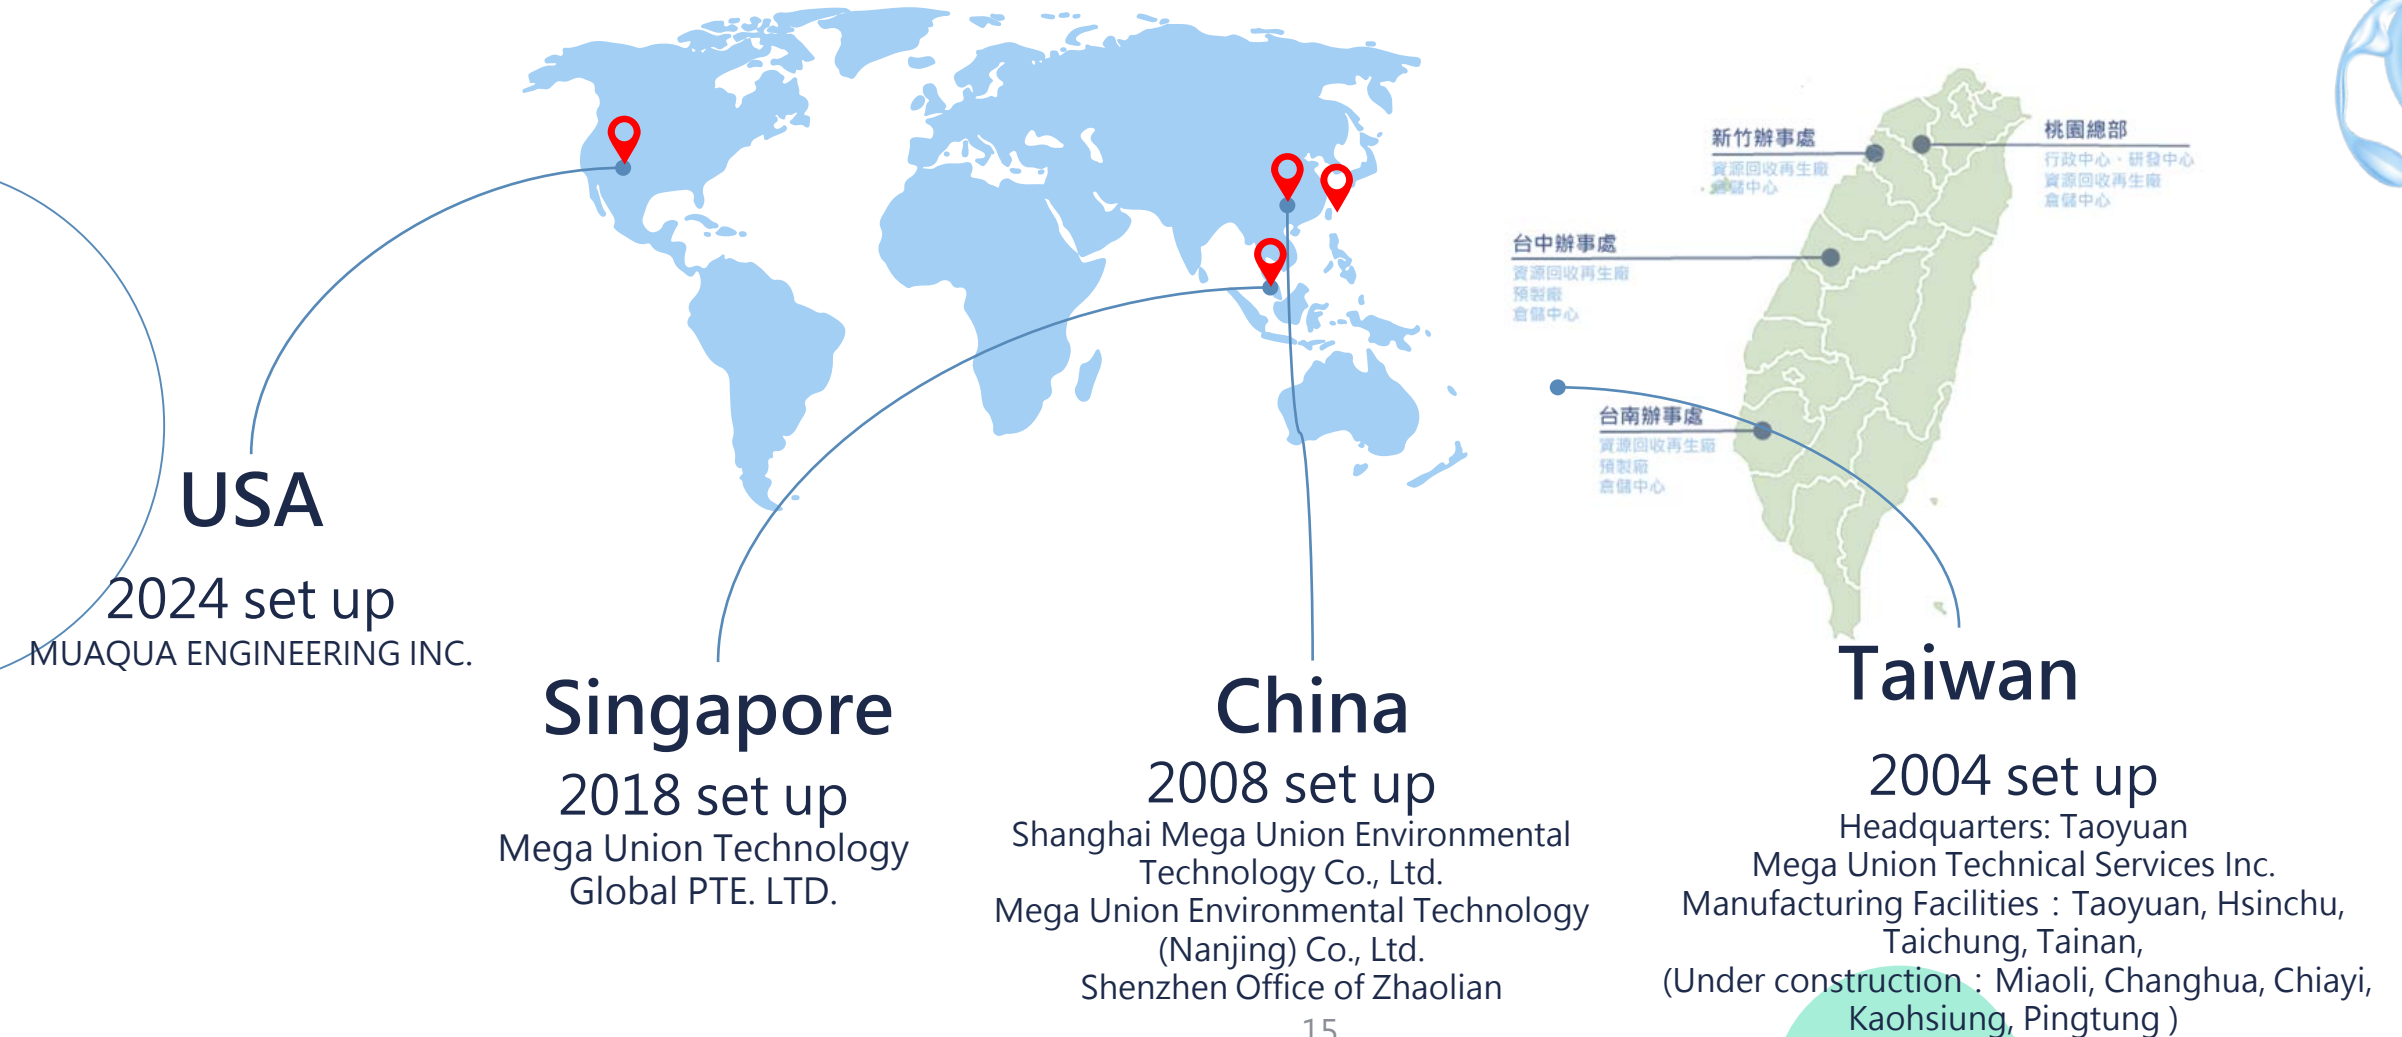 新竹辦事處
資源回收再生廠
倉儲中心
桃園總部
行政中心、研發中心
資源回收再生廠
倉儲中心
台中辦事處
資源回收再生廠
預製廠
倉儲中心
台南辦事處
資源回收再生廠
預製廠
倉儲中心
USA
2024 set up
MUAQUA ENGINEERING INC.
Singapore
2018 set up
Mega Union Technology
Global PTE. LTD.
China
2008 set up
Shanghai Mega Union Environmental
Technology Co., Ltd.
Mega Union Environmental Technology
(Nanjing) Co., Ltd.
Shenzhen Office of Zhaolian
Taiwan
2004 set up
Headquarters: Taoyuan
Mega Union Technical Services Inc.
Manufacturing Facilities：Taoyuan, Hsinchu,
Taichung, Tainan,
(Under construction：Miaoli, Changhua, Chiayi,
Kaohsiung, Pingtung )
15